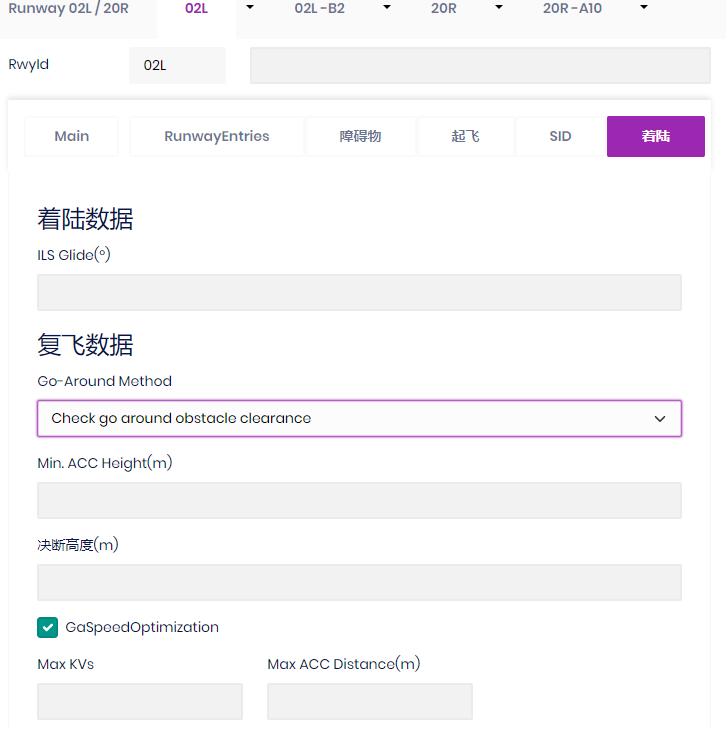 Runway 02L / 20R 02L 02L -B2 20R 20R -A10
RwyId 02L
Main RunwayEntries 障碍物 起飞 SID 着陆
着陆数据
ILS Glide(°)
复飞数据
Go-Around Method
Check go around obstacle clearance
Min. ACC Height(m)
决断高度(m)
GaSpeedOptimization
Max KVs Max ACC Distance(m)